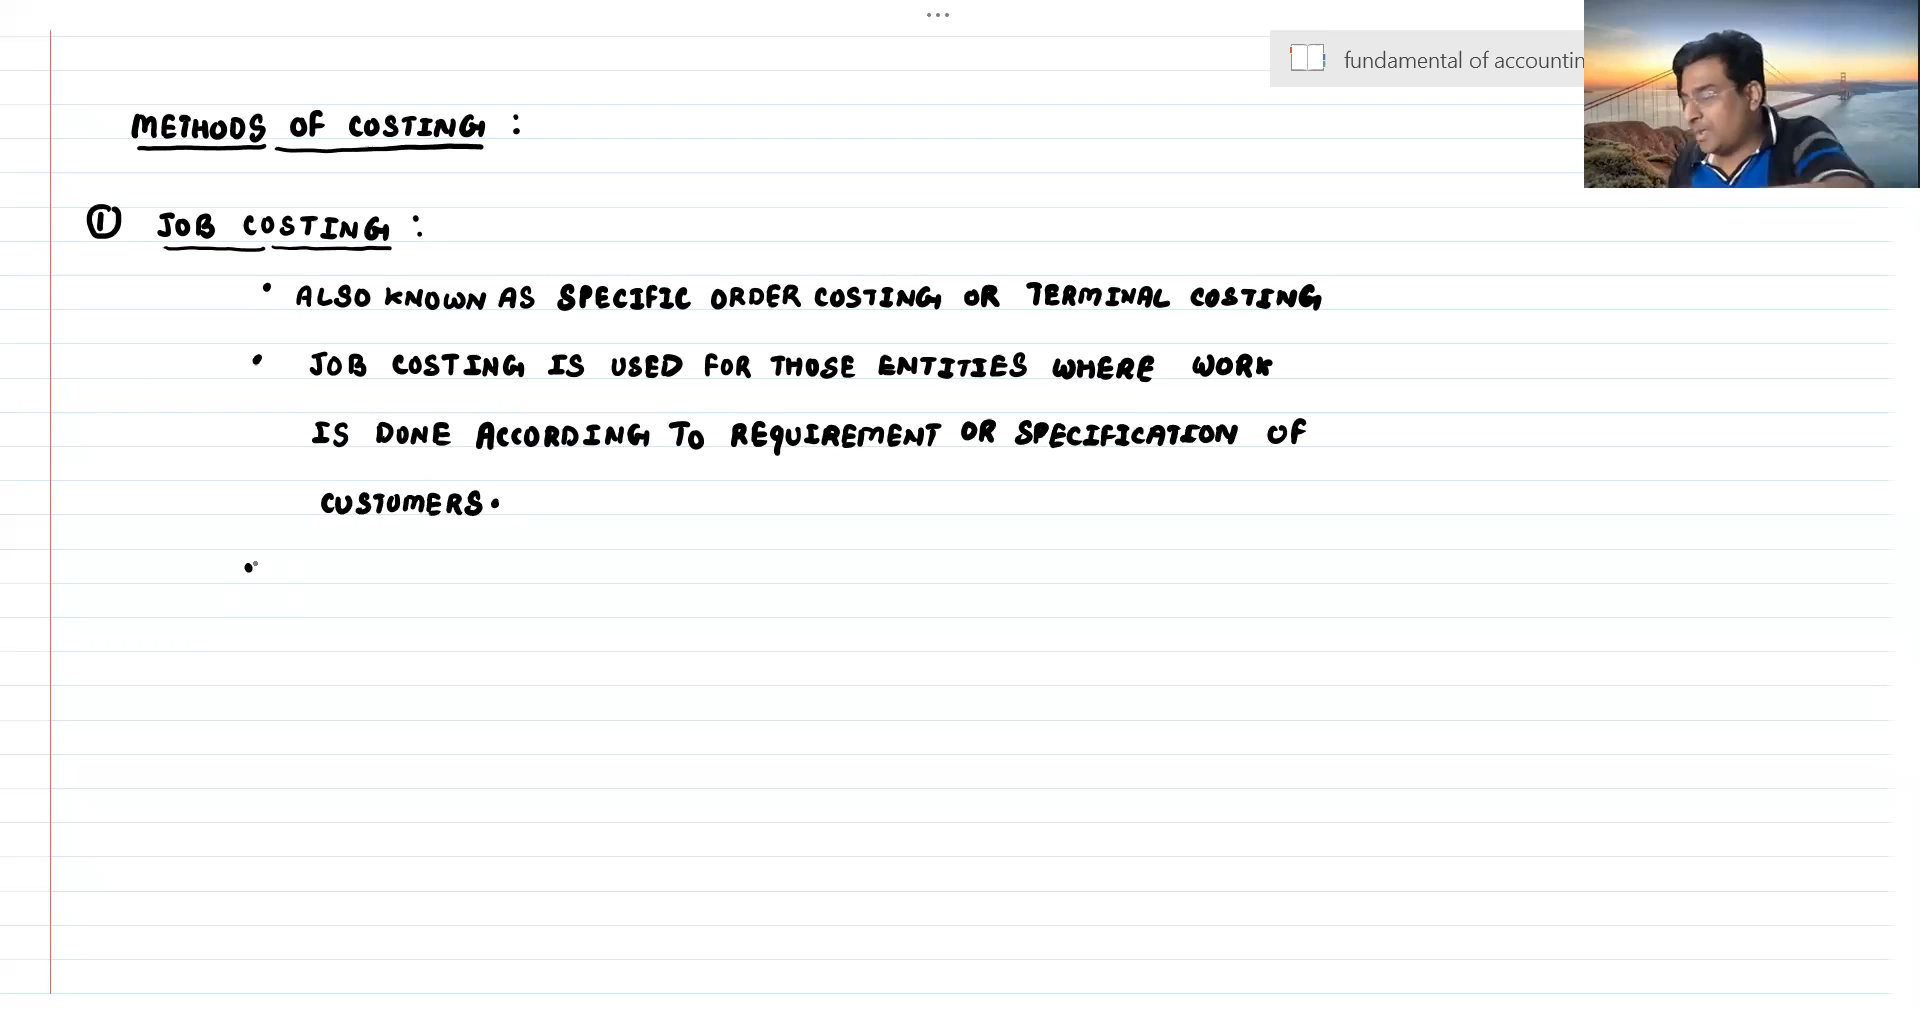 fundamental of accountin
METHODS OF COSTING :
① JOB COSTING :
• ALSO KNOWN AS SPECIFIC ORDER COSTING OR TERMINAL COSTING
• JOB COSTING IS USED FOR THOSE ENTITIES WHERE WORK
IS DONE ACCORDING TO REQUIREMENT OR SPECIFICATION OF
CUSTOMERS.
•